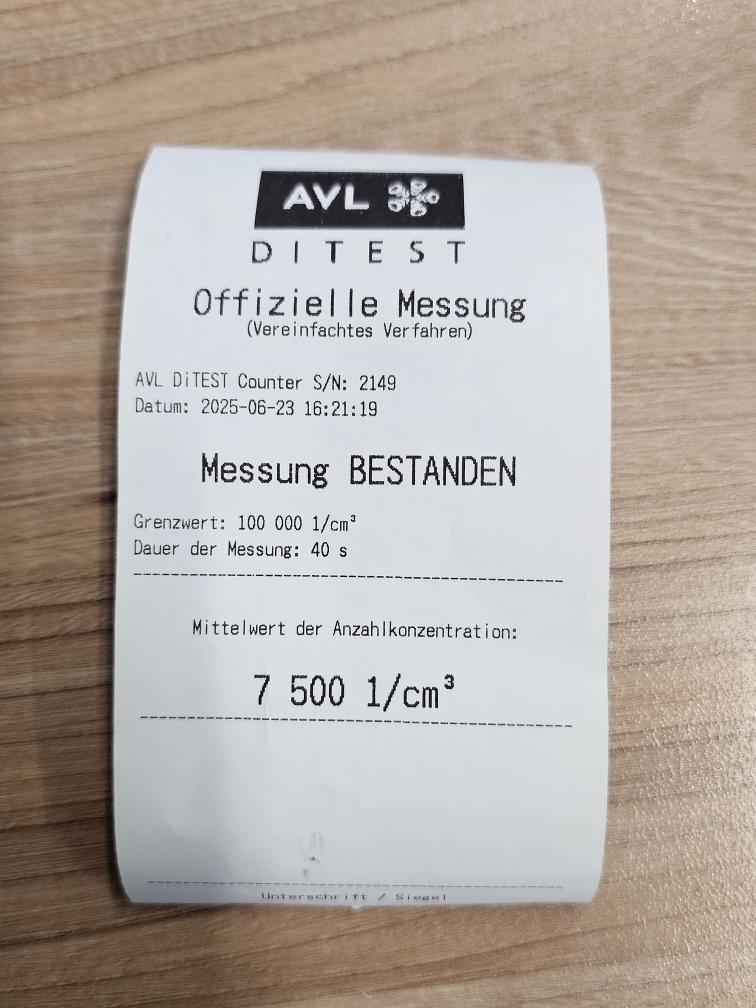 AVL
DITEST
Offizielle Messung
(Vereinfachtes Verfahren)
AVL DiTEST Counter S/N: 2149
Datum: 2025-06-23 16:21:19
Messung BESTANDEN
Grenzwert: 100 000 1/cm³
Dauer der Messung: 40 s
Mittelwert der Anzahlkonzentration:
7 500 1/cm³
Unterschrift / Siegel